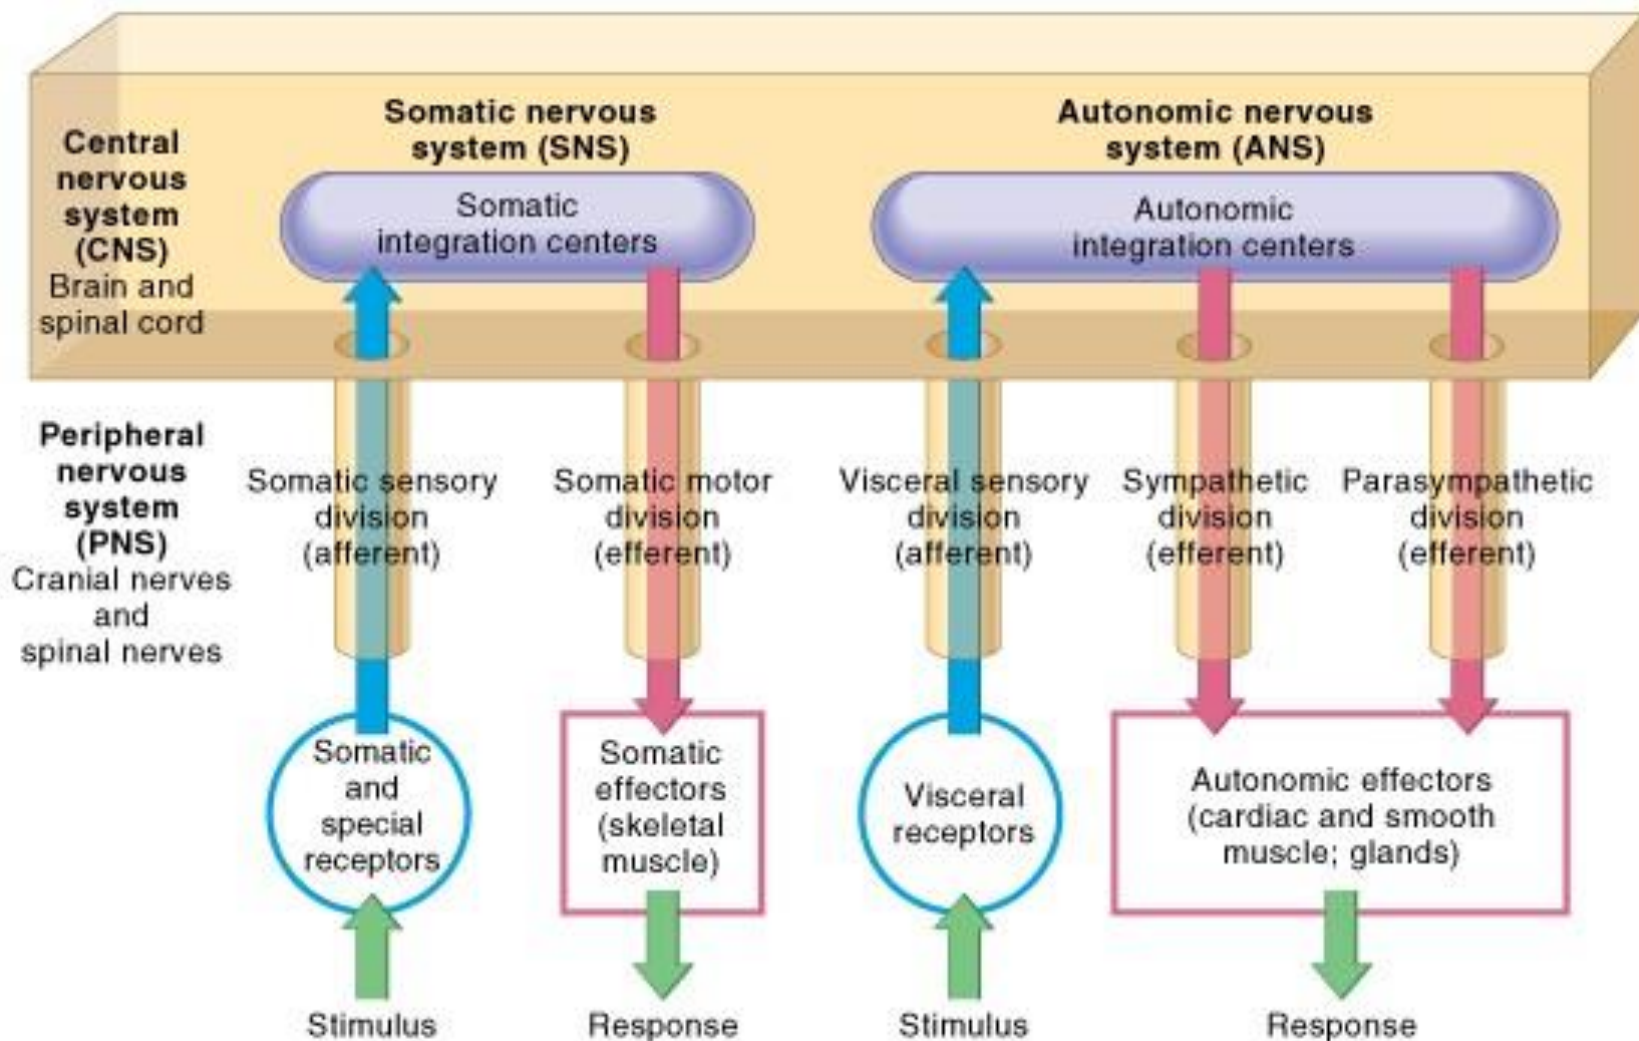 Somatic nervous
system (SNS)
Autonomic nervous
system (ANS)
Central
nervous
system
(CNS)
Brain and
spinal cord
Somatic
integration centers
Autonomic
integration centers
Peripheral
nervous
system
(PNS)
Cranial nerves
and
spinal nerves
Somatic sensory
division
(afferent)
Somatic motor
division
(efferent)
Visceral sensory
division
(afferent)
Sympathetic
division
(efferent)
Parasympathetic
division
(efferent)
Somatic
and
special
receptors
Somatic
effectors
(skeletal
muscle)
Visceral
receptors
Autonomic effectors
(cardiac and smooth
muscle; glands)
Stimulus
Response
Stimulus
Response